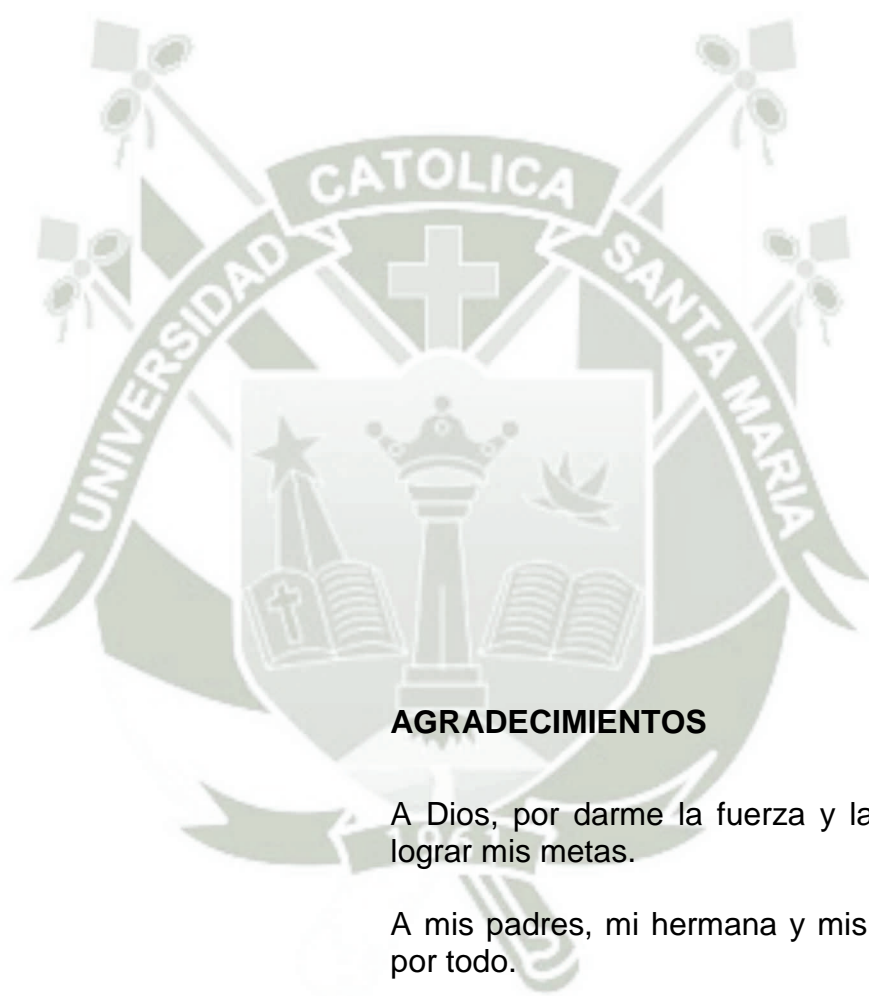 UNIVERSIDAD CATOLICA SANTA MARIA
AGRADECIMIENTOS
A Dios, por darme la fuerza y la
lograr mis metas.
1961
A mis padres, mi hermana y mis
por todo.